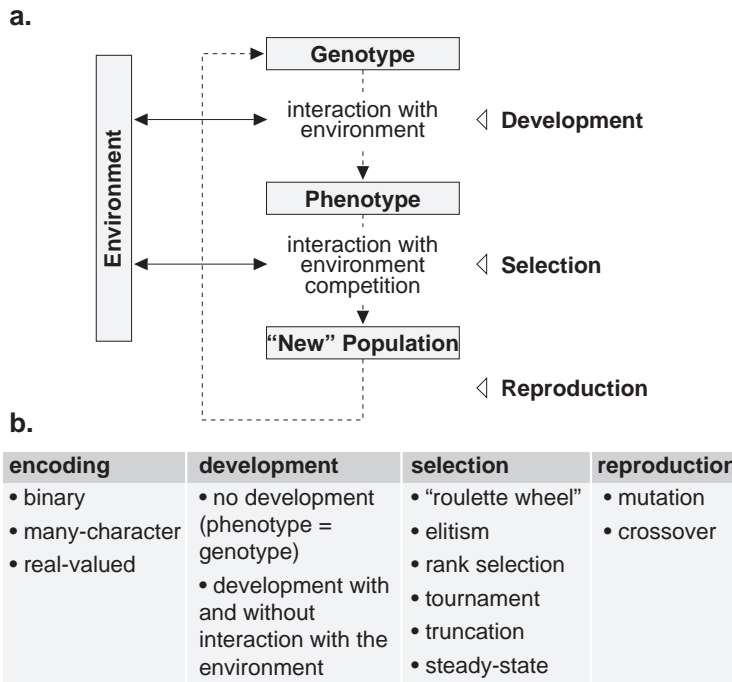 a.
Genotype
interaction with
environment
Development
Environment
Phenotype
interaction with
environment
competition
Selection
“New” Population
Reproduction
b.
encoding
• binary
• many-character
• real-valued
development
• no development
(phenotype =
genotype)
• development with
and without
interaction with the
environment
selection
• “roulette wheel”
• elitism
• rank selection
• tournament
• truncation
• steady-state
reproduction
• mutation
• crossover